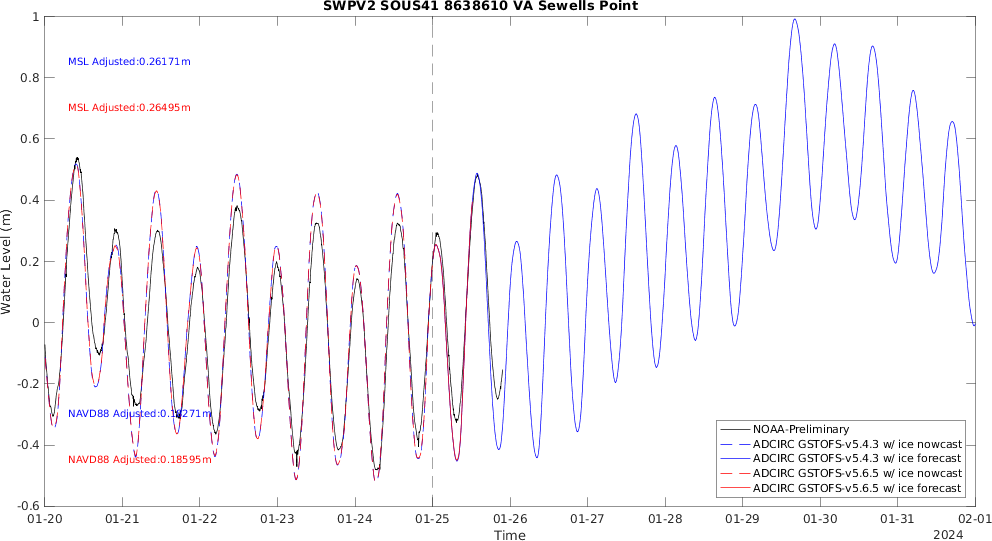 SWPV2 SOUS41 8638610 VA Sewells Point
Water Level (m)
1
0.8
0.6
0.4
0.2
0
-0.2
-0.4
-0.6
MSL Adjusted:0.26171m
MSL Adjusted:0.26495m
NAVD88 Adjusted:0.18271m
NAVD88 Adjusted:0.18595m
NOAA-Preliminary
ADCIRC GSTOFS-v5.4.3 w/ ice nowcast
ADCIRC GSTOFS-v5.4.3 w/ ice forecast
ADCIRC GSTOFS-v5.6.5 w/ ice nowcast
ADCIRC GSTOFS-v5.6.5 w/ ice forecast
01-20 01-21 01-22 01-23 01-24 01-25 01-26 01-27 01-28 01-29 01-30 01-31 02-01
Time
2024